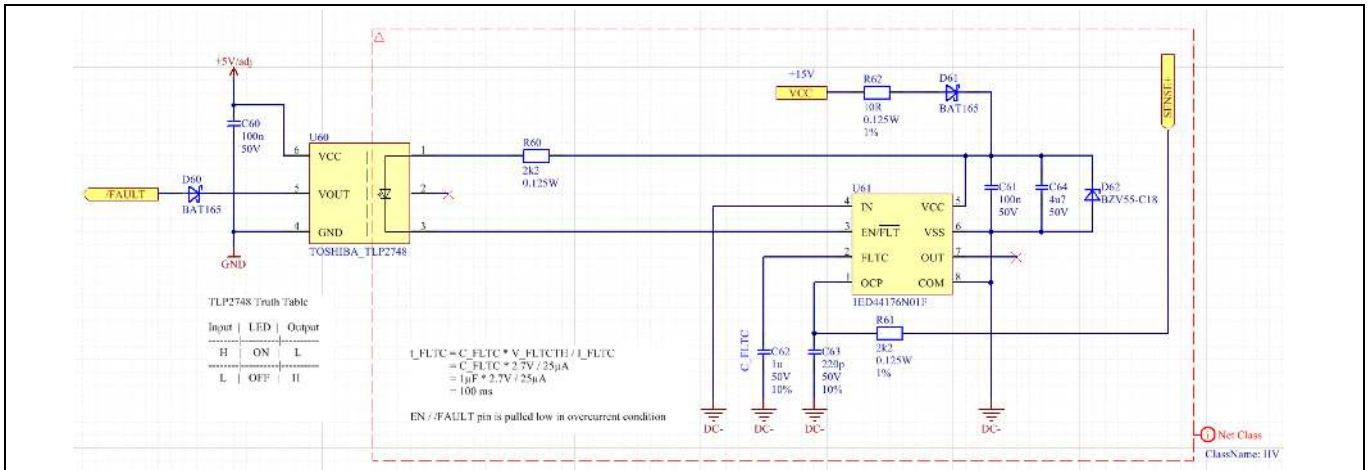 +5V/adj
C60
100n
50V
U60
6 VCC
1
5 VOUT
2
4 GND
3
TOSHIBA_TLP2748
/FAULT
D60
BAT165
GND
R60
2k2
0.125W
+15V
VCC
R62
10R
0.125W
1%
D61
BAT165
SENSE+
U61
4 IN
VCC 5
3 EN/FLT
VSS 6
2 FLTC
OUT 7
1 OCP
COM 8
1ED44176N01F
C61
100n
50V
C64
4u7
50V
D62
BZV55-C18
R61
2k2
0.125W
1%
C_FLTC
C62
1u
50V
10%
C63
220p
50V
10%
DC-
DC-
DC-
DC-
TLP2748 Truth Table
Input | LED | Output
H | ON | L
L | OFF | H
t_FLTC = C_FLTC * V_FLTCTH / I_FLTC
= C_FLTC * 2.7V / 25µA
= 1µF * 2.7V / 25µA
= 100 ms
EN / /FAULT pin is pulled low in overcurrent condition
i Net Class
ClassName: HV